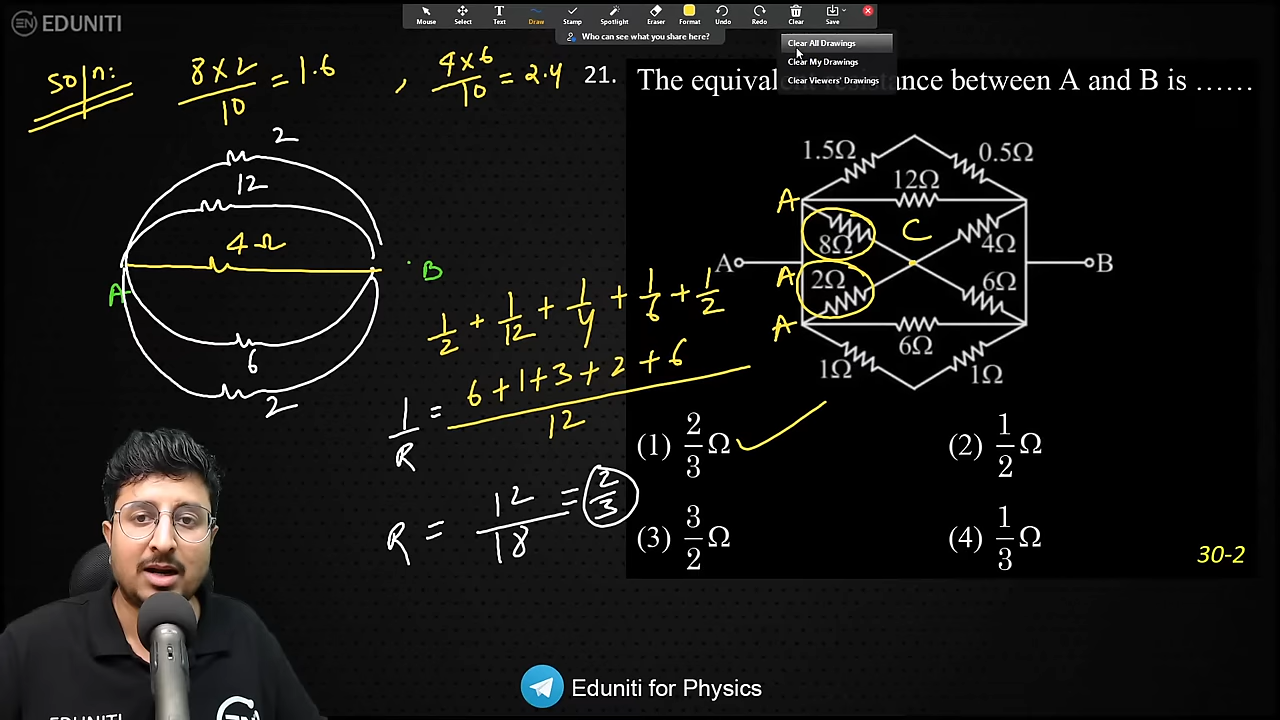 EDUNITI
Mouse Select Text Draw Stamp Spotlight Eraser Format Undo Redo Clear Save
Who can see what you share here?
Clear All Drawings
Clear My Drawings
Clear Viewers' Drawings
soln: 8 × 2 / 10 = 1.6 , 4 × 6 / 10 = 2.4
21. The equivalent resistance between A and B is ……
2
12
4 Ω
A
B
6
2
1/2 + 1/12 + 1/4 + 1/6 + 1/2
1/R = 6+1+3+2+6 / 12
R = 12/18 = 2/3
1.5Ω 0.5Ω
12Ω
A
8Ω C 4Ω
A B
A 2Ω 6Ω
A
6Ω
1Ω 1Ω
(1) 2/3 Ω (2) 1/2 Ω
(3) 3/2 Ω (4) 1/3 Ω
30-2
Eduniti for Physics
EDUNITI